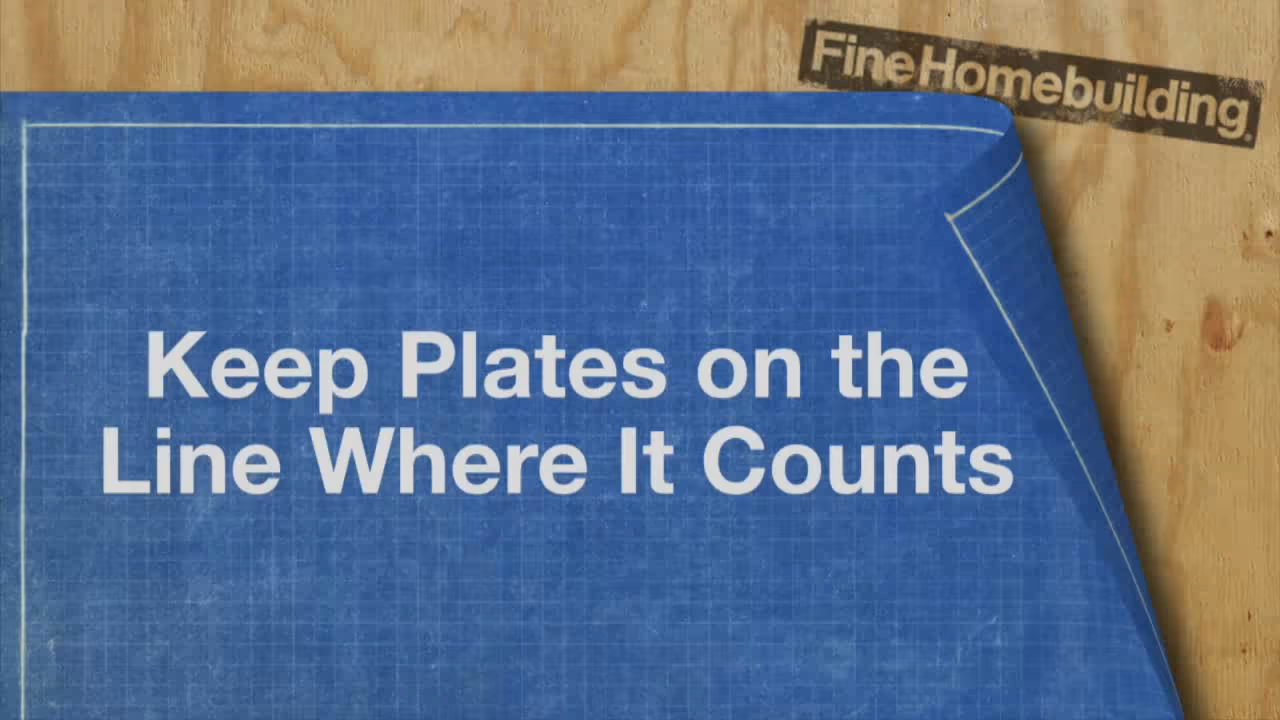 FineHomebuilding.
Keep Plates on the
Line Where It Counts